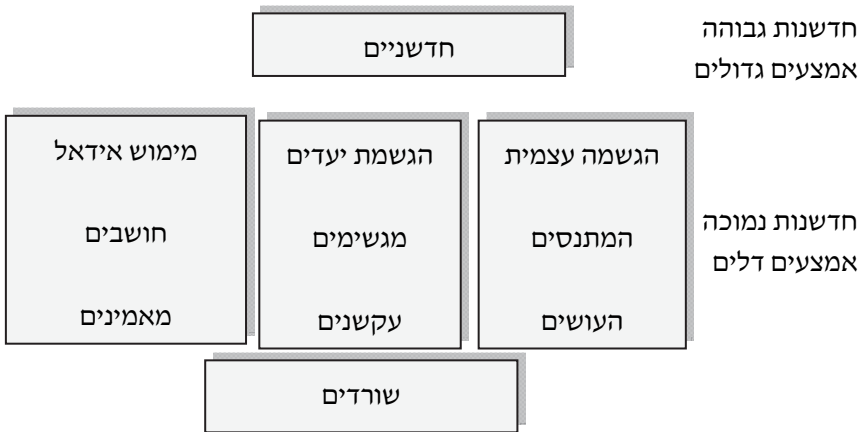 חדשנות גבוהה
אמצעים גדולים
חדשניים
הגשמה עצמית
המתנסים
העושים
הגשמת יעדים
מגשימים
עקשנים
מימוש אידאל
חושבים
מאמינים
חדשנות נמוכה
אמצעים דלים
שורדים